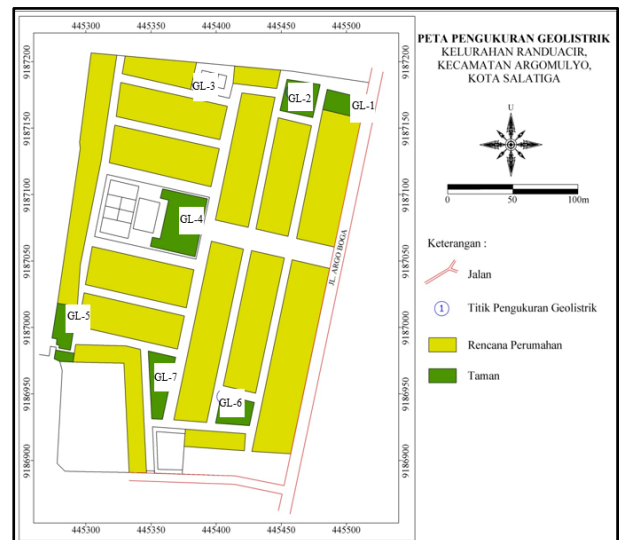 PETA PENGUKURAN GEOLISTRIK
KELURAHAN RANDUACIR,
KECAMATAN ARGOMULYO,
KOTA SALATIGA
U
0 50 100m
Keterangan :
Jalan
1 Titik Pengukuran Geolistrik
Rencana Perumahan
Taman
445300 445350 445400 445450 445500
9187200
9187150
9187100
9187050
9187000
9186950
9186900
GL-3
GL-2
GL-1
GL-4
JL. ARGO BOGA
GL-5
GL-7
GL-6
9187200
9187150
9187100
9187050
9187000
9186950
9186900
445300 445350 445400 445450 445500